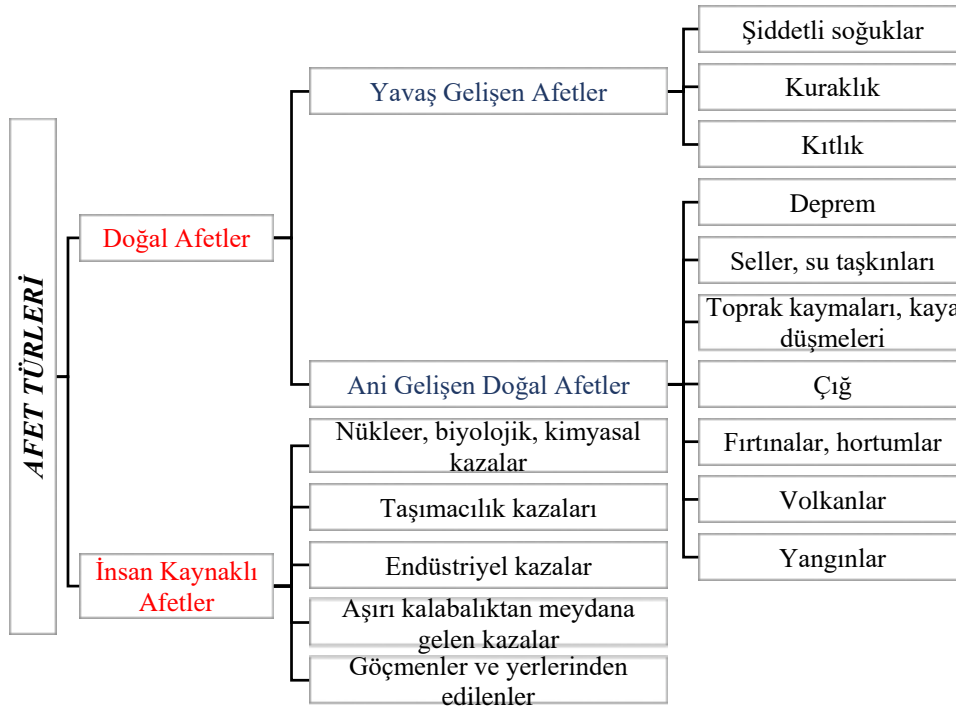 AFET TÜRLERİ
Doğal Afetler
Yavaş Gelişen Afetler
Şiddetli soğuklar
Kuraklık
Kıtlık
Ani Gelişen Doğal Afetler
Deprem
Seller, su taşkınları
Toprak kaymaları, kaya
düşmeleri
Çığ
Fırtınalar, hortumlar
Volkanlar
Yangınlar
İnsan Kaynaklı
Afetler
Nükleer, biyolojik, kimyasal
kazalar
Taşımacılık kazaları
Endüstriyel kazalar
Aşırı kalabalıktan meydana
gelen kazalar
Göçmenler ve yerlerinden
edilenler